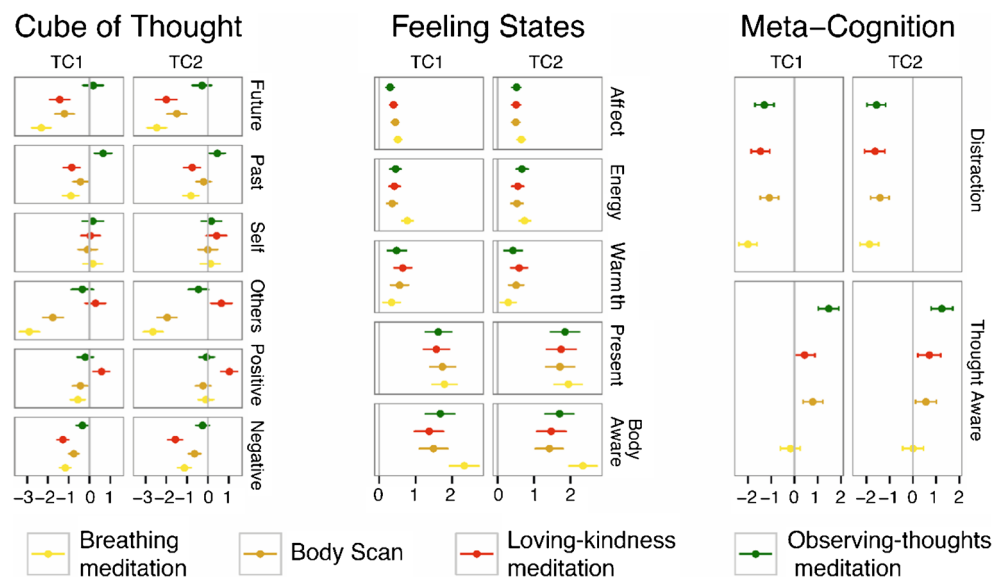 Cube of Thought
Feeling States
Meta-Cognition
TC1
TC2
TC1
TC2
TC1
TC2
Future
Past
Self
Others
Positive
Negative
Affect
Energy
Warmth
Present
Body
Aware
Distraction
Thought Aware
-3 -2 -1 0 1
-3 -2 -1 0 1
0 1 2
0 1 2
-2 -1 0 1 2
-2 -1 0 1 2
Breathing
meditation
Body Scan
Loving-kindness
meditation
Observing-thoughts
meditation